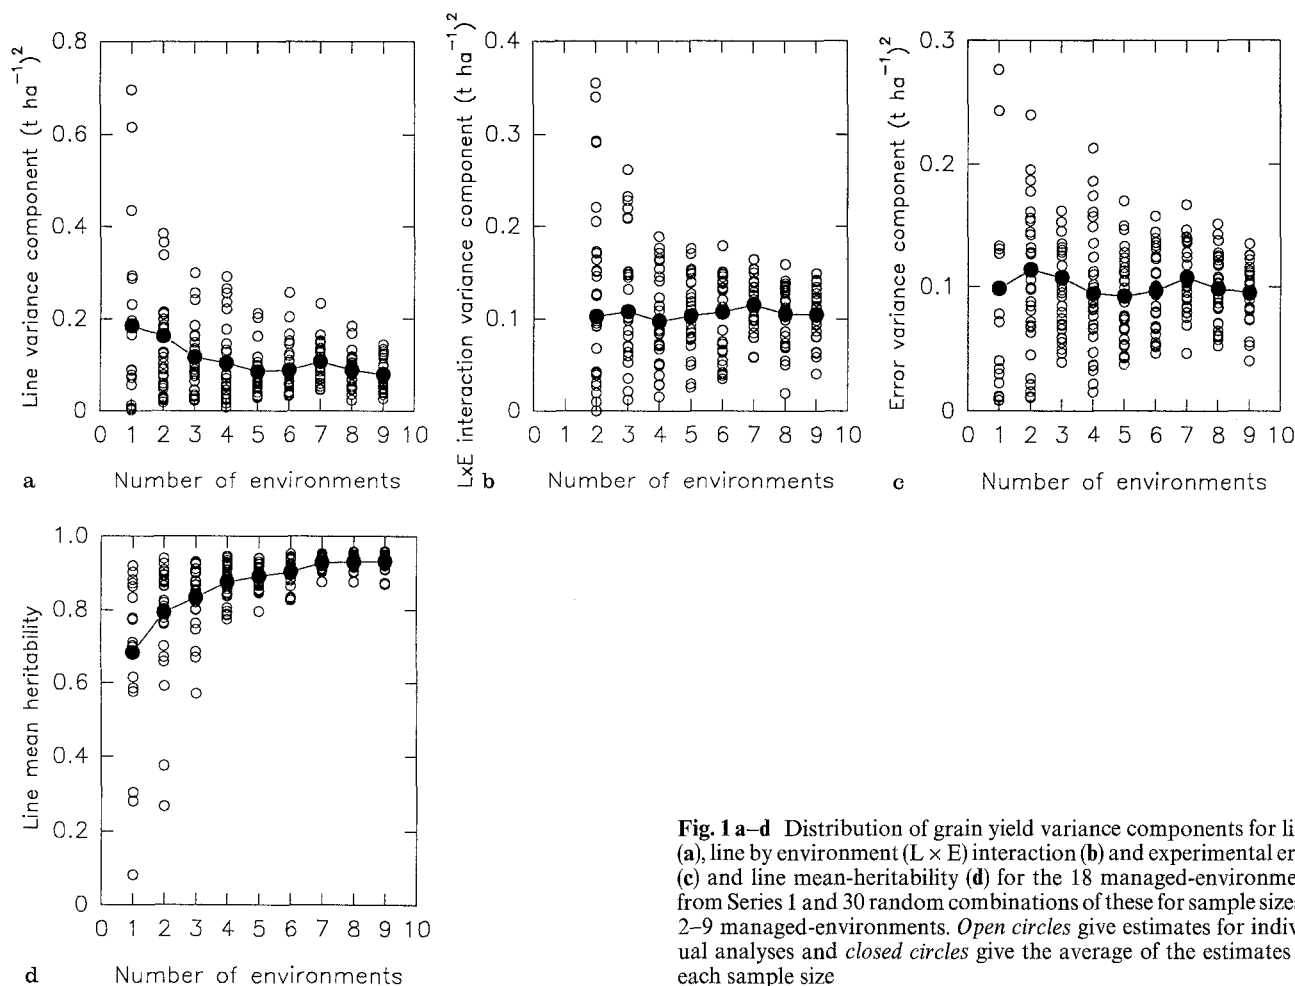 Line variance component (t ha⁻¹)²
0.8
0.6
0.4
0.2
0
0 1 2 3 4 5 6 7 8 9 10
a Number of environments
LxE interaction variance component (t ha⁻¹)²
0.4
0.3
0.2
0.1
0
0 1 2 3 4 5 6 7 8 9 10
b Number of environments
Error variance component (t ha⁻¹)²
0.3
0.2
0.1
0
0 1 2 3 4 5 6 7 8 9 10
c Number of environments
Line mean heritability
1.0
0.8
0.6
0.4
0.2
0
0 1 2 3 4 5 6 7 8 9 10
d Number of environments
Fig. 1 a–d Distribution of grain yield variance components for li
(a), line by environment (L × E) interaction (b) and experimental er
(c) and line mean-heritability (d) for the 18 managed-environme
from Series 1 and 30 random combinations of these for sample size
2–9 managed-environments. Open circles give estimates for indiv
ual analyses and closed circles give the average of the estimates
each sample size